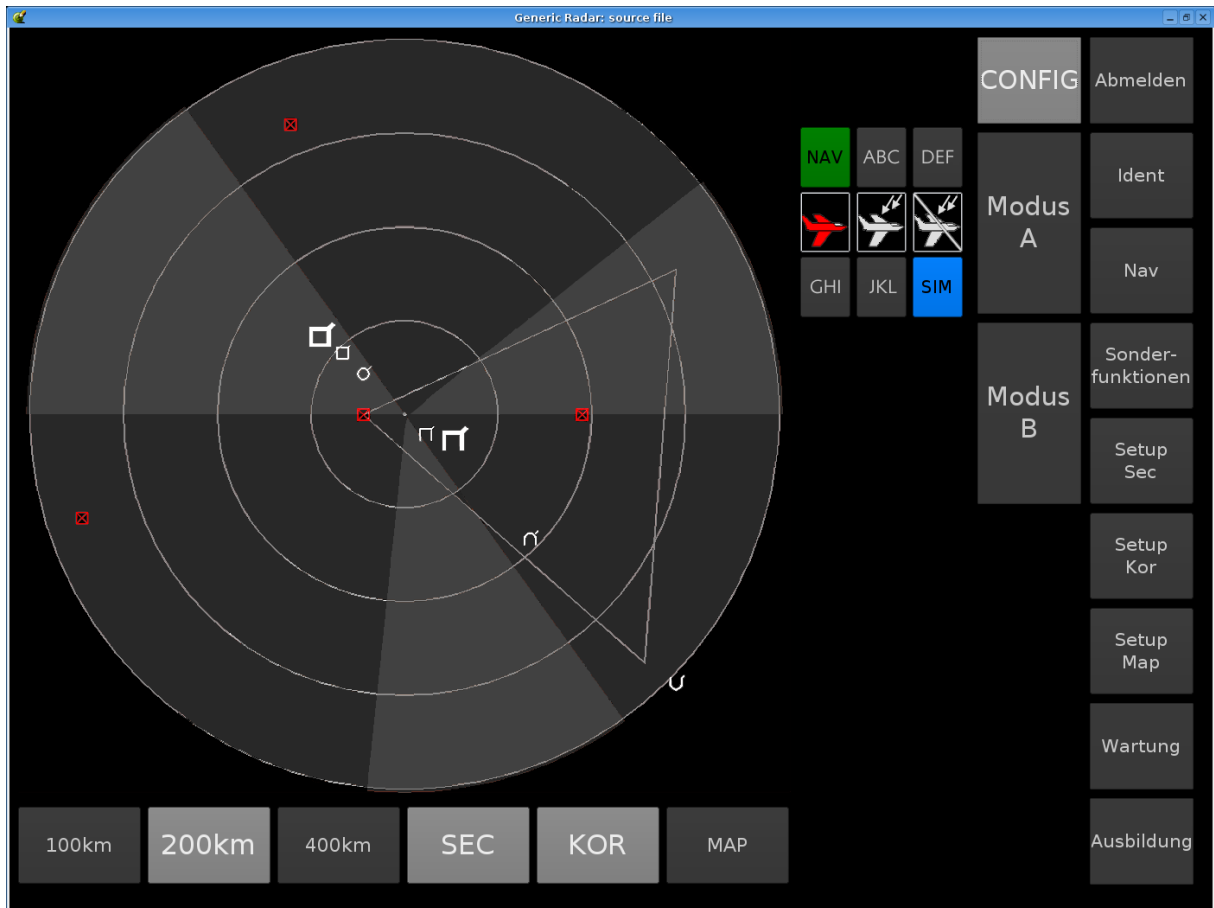 Generic Radar: source file
CONFIG
Abmelden
NAV
ABC
DEF
Modus
A
Ident
Nav
GHI
JKL
SIM
Modus
B
Sonder-
funktionen
Setup
Sec
Setup
Kor
Setup
Map
Wartung
Ausbildung
100km
200km
400km
SEC
KOR
MAP